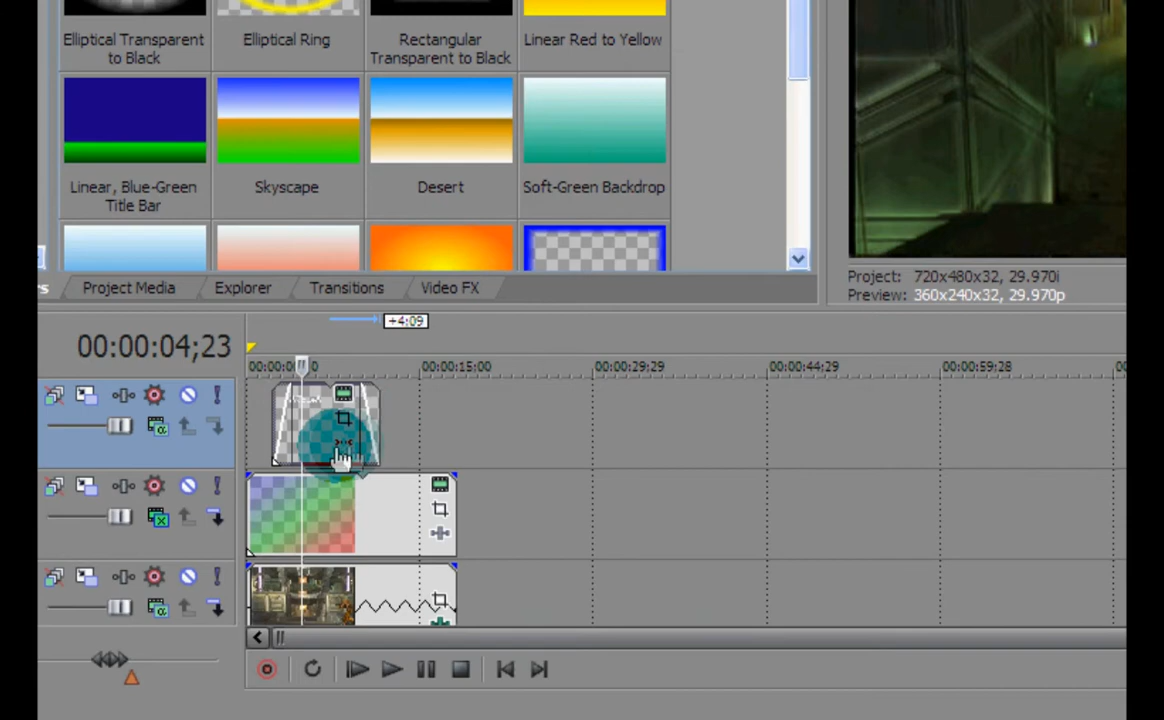 Elliptical Transparent
to Black
Elliptical Ring
Rectangular
Transparent to Black
Linear Red to Yellow
Linear, Blue-Green
Title Bar
Skyscape
Desert
Soft-Green Backdrop
Project Media
Explorer
Transitions
Video FX
Project: 720x480x32, 29.970i
Preview: 360x240x32, 29.970p
+4:09
00:00:04;23
00:00:15:00
00:00:29;29
00:00:44;29
00:00:59;28